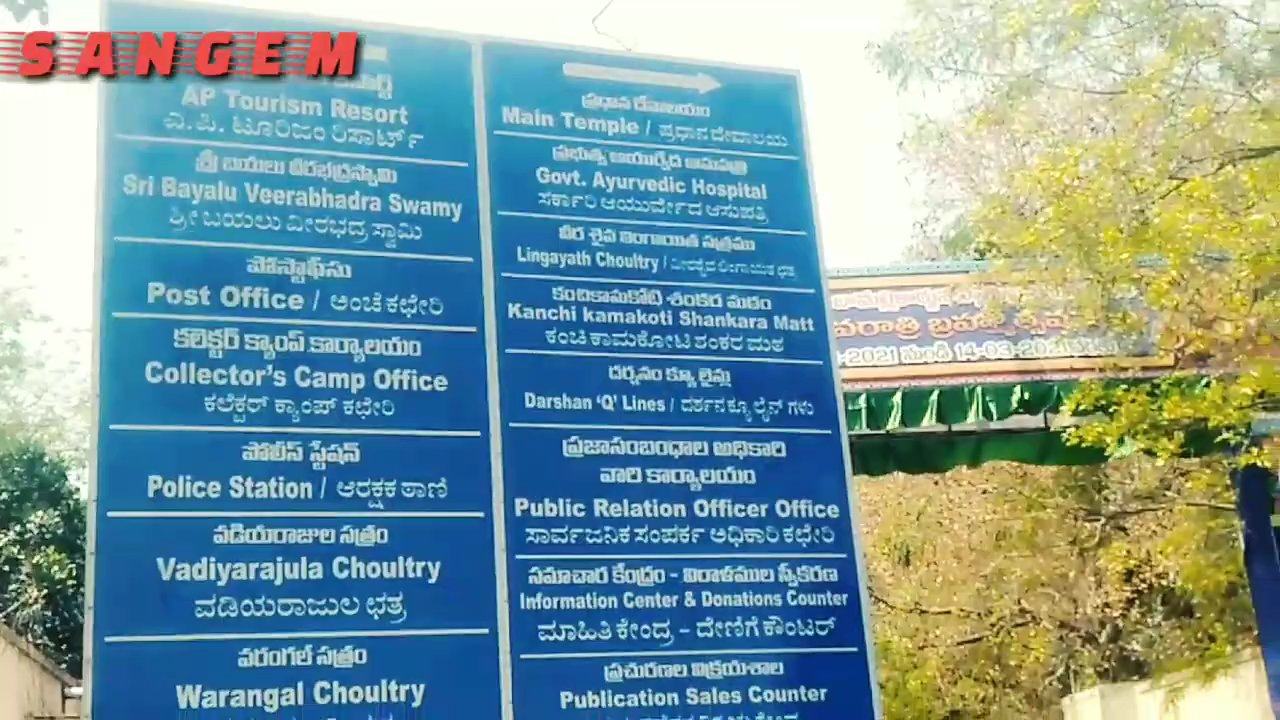 SANGEM
AP Tourism Resort
ಎ.ಪಿ. ಟೂರಿಜಂ ರಿಸಾರ್ಟ್
శ్రీ బయలు వీరభద్రస్వామి
Sri Bayalu Veerabhadra Swamy
ಶ್ರೀ ಬಯಲು ವೀರಭದ್ರ ಸ್ವಾಮಿ
పోస్టాఫీసు
Post Office / ಅಂಚೆ ಕಛೇರಿ
కలెక్టర్ క్యాంప్ కార్యాలయం
Collector's Camp Office
ಕಲೆಕ್ಟರ್ ಕ್ಯಾಂಪ್ ಕಛೇರಿ
పోలీస్ స్టేషన్
Police Station / ಆರಕ್ಷಕ ಠಾಣಿ
వడియరాజుల సత్రం
Vadiyarajula Choultry
ವಡಿಯರಾಜುಲ ಛತ್ರ
వరంగల్ సత్రం
Warangal Choultry
ప్రధాన దేవాలయం
Main Temple / ಪ್ರಧಾನ ದೇವಾಲಯ
ప్రభుత్వ ఆయుర్వేద ఆసుపత్రి
Govt. Ayurvedic Hospital
ಸರ್ಕಾರಿ ಆಯುರ್ವೇದ ಆಸುಪತ್ರಿ
వీర శైవ లింగాయత సత్రము
Lingayath Choultry / ವೀರಶೈವ ಲಿಂಗಾಯತ ಛತ್ರ
కంచికామకోటి శంకర మఠం
Kanchi kamakoti Shankara Matt
ಕಂಚಿ ಕಾಮಕೋಟಿ ಶಂಕರ ಮಠ
దర్శనం క్యూ లైన్లు
Darshan 'Q' Lines / ದರ್ಶನ ಕ್ಯೂ ಲೈನ್ ಗಳು
ప్రజాసంబంధాల అధికారి
వారి కార్యాలయం
Public Relation Officer Office
ಸಾರ್ವಜನಿಕ ಸಂಪರ್ಕ ಅಧಿಕಾರಿ ಕಛೇರಿ
సమాచార కేంద్రం - విరాళముల స్వీకరణ
Information Center & Donations Counter
ಮಾಹಿತಿ ಕೇಂದ್ರ - ದೇಣಿಗೆ ಕೌಂಟರ್
ప్రచురణల విక్రయశాల
Publication Sales Counter
-2021 నుండి 14-03-2021